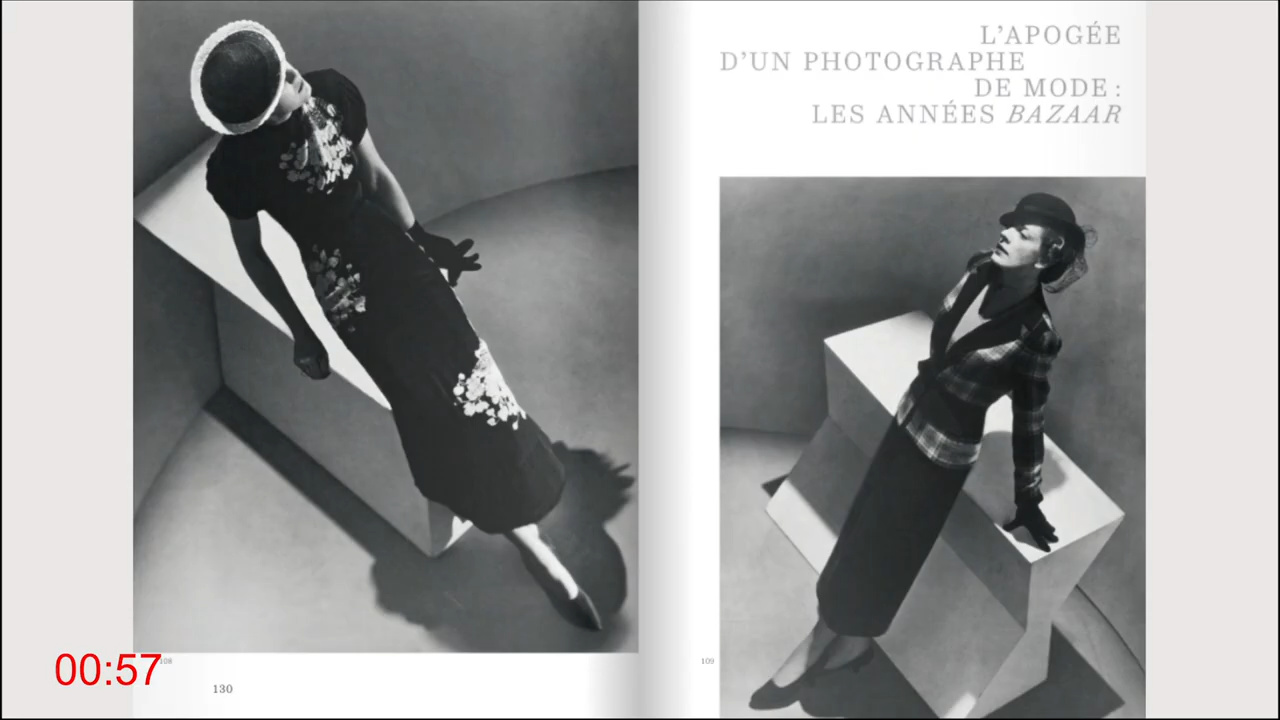 L'APOGÉE
D'UN PHOTOGRAPHE
DE MODE :
LES ANNÉES BAZAAR
108
130
109
00:57